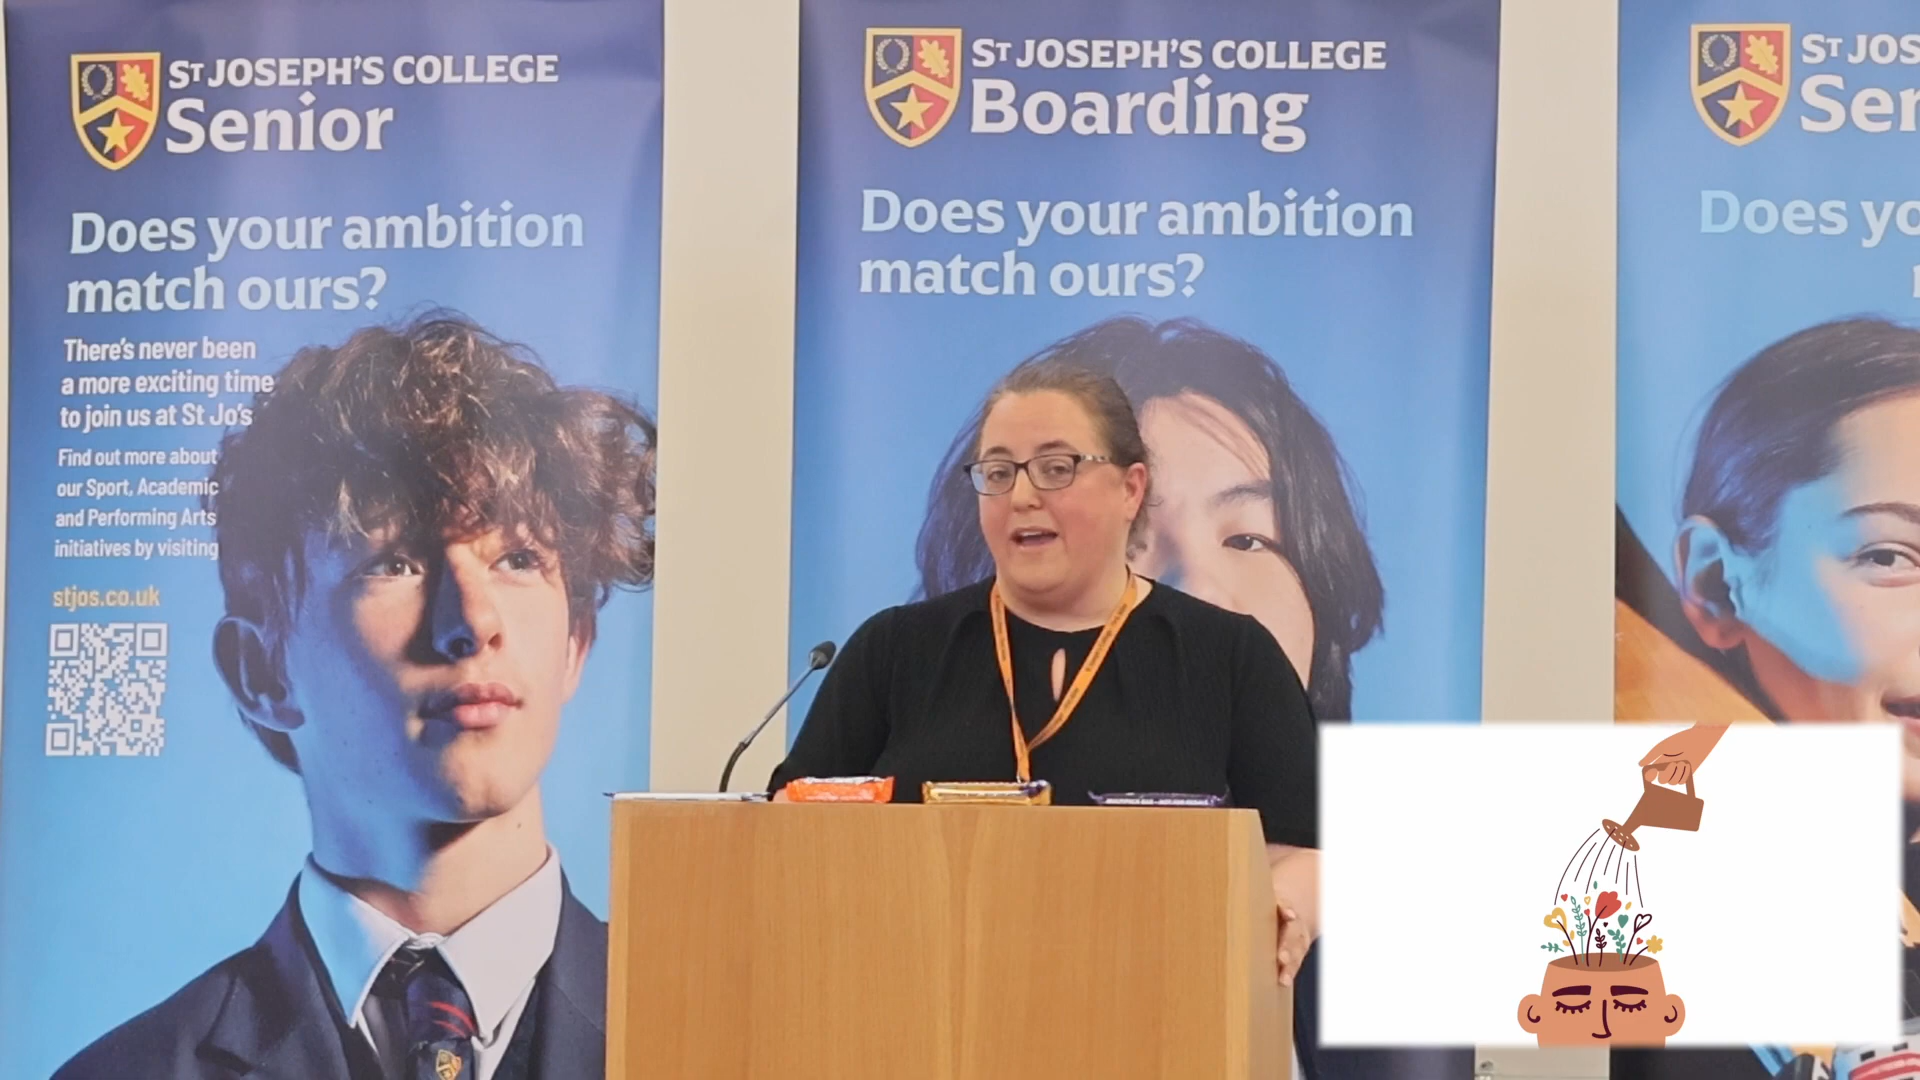 ST JOSEPH'S COLLEGE
Senior
Does your ambition
match ours?
There's never been
a more exciting time
to join us at St Jo's
Find out more about
our Sport, Academic
and Performing Arts
initiatives by visiting
stjos.co.uk
ST JOSEPH'S COLLEGE
Boarding
Does your ambition
match ours?
ST JOS
Sen
Does yo